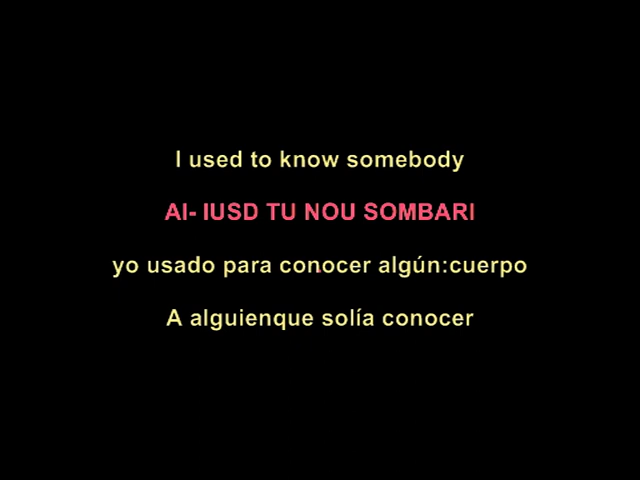 I used to know somebody
AI- IUSD TU NOU SOMBARI
yo usado para conocer algún:cuerpo
A alguienque solía conocer